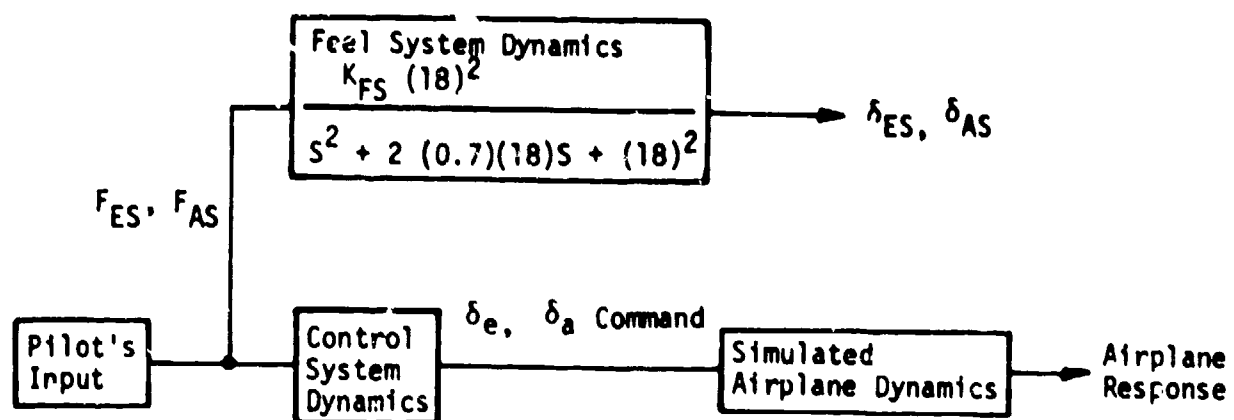 Feel System Dynamics
K_FS (18)^2
S^2 + 2 (0.7)(18)S + (18)^2
δ_ES, δ_AS
F_ES, F_AS
Pilot's
Input
Control
System
Dynamics
δ_e, δ_a Command
Simulated
Airplane Dynamics
Airplane
Response